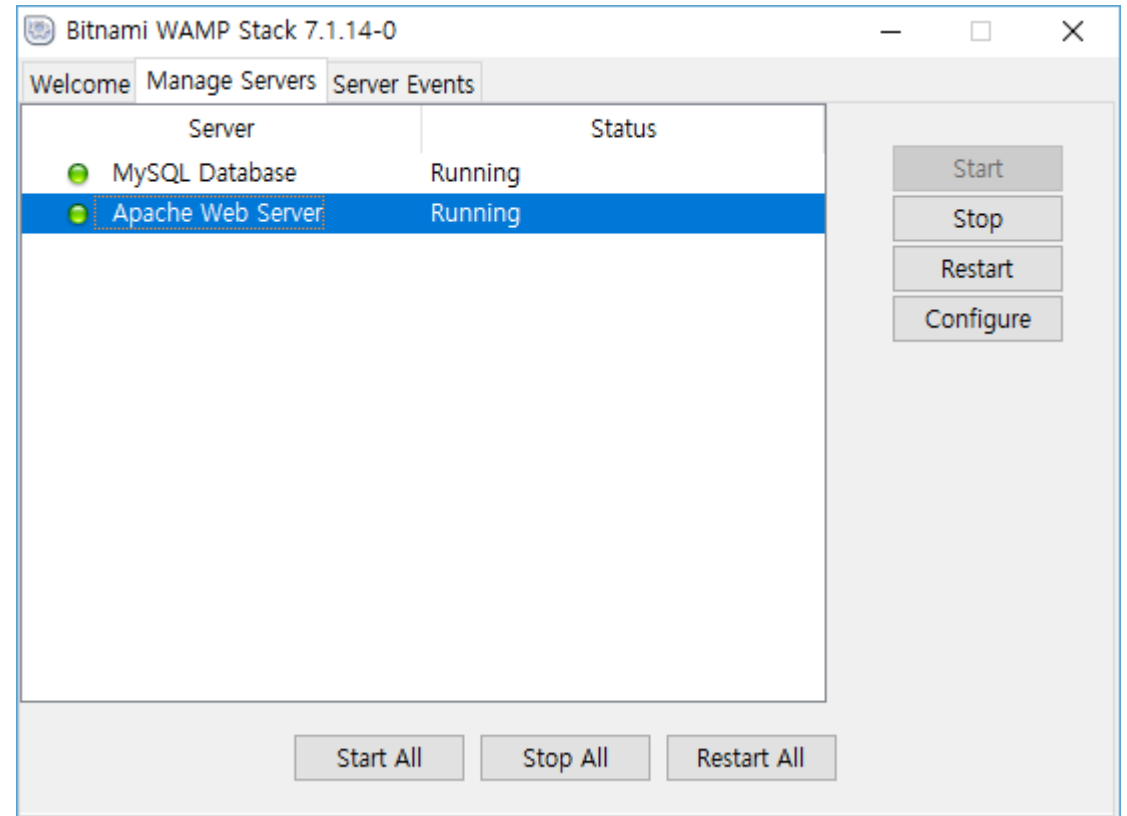 Bitnami WAMP Stack 7.1.14-0
Welcome Manage Servers Server Events
Server Status
MySQL Database Running
Apache Web Server Running
Start
Stop
Restart
Configure
Start All Stop All Restart All